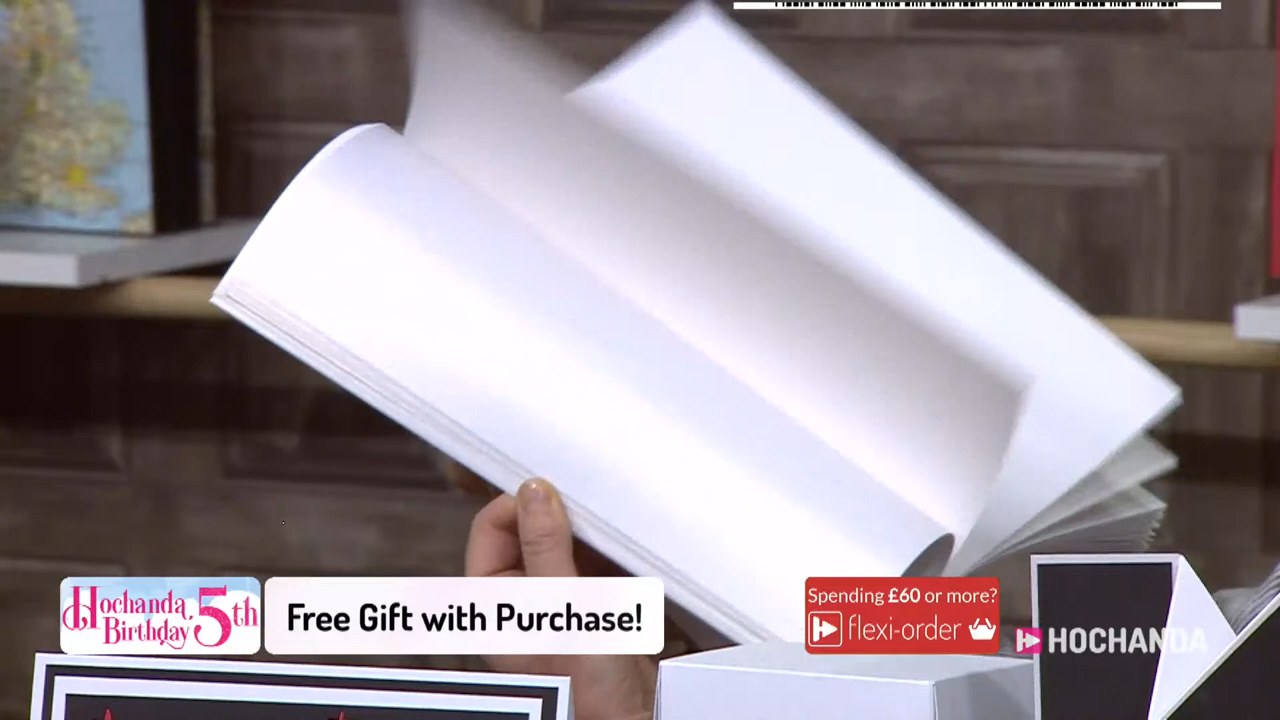 Hochanda
Birthday
5th
Free Gift with Purchase!
Spending £60 or more?
flexi-order
HOCHANDA